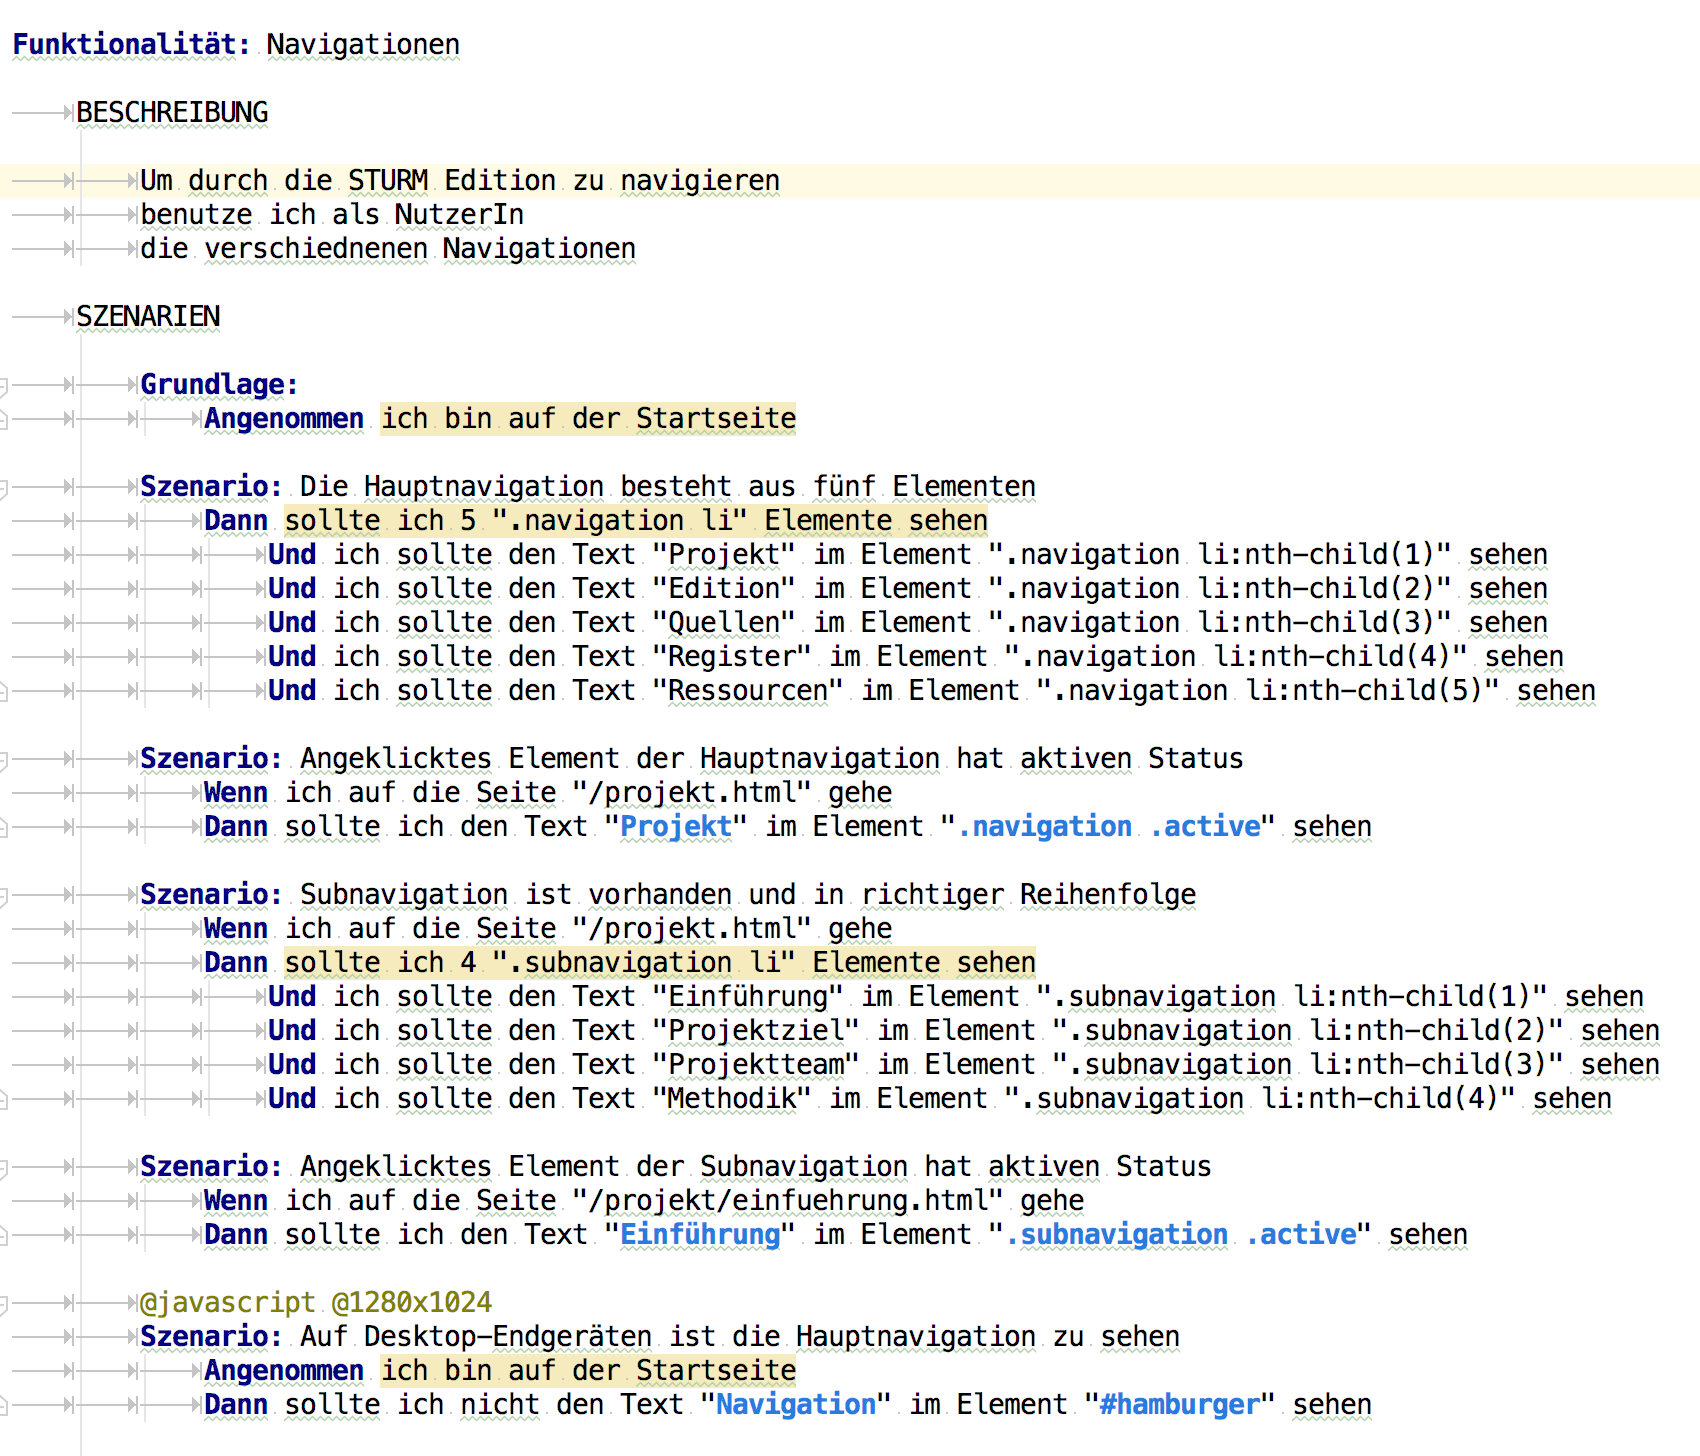 Funktionalität: Navigationen
BESCHREIBUNG
Um durch die STURM Edition zu navigieren
benutze ich als NutzerIn
die verschiednenen Navigationen
SZENARIEN
Grundlage:
Angenommen ich bin auf der Startseite
Szenario: Die Hauptnavigation besteht aus fünf Elementen
Dann sollte ich 5 ".navigation li" Elemente sehen
Und ich sollte den Text "Projekt" im Element ".navigation li:nth-child(1)" sehen
Und ich sollte den Text "Edition" im Element ".navigation li:nth-child(2)" sehen
Und ich sollte den Text "Quellen" im Element ".navigation li:nth-child(3)" sehen
Und ich sollte den Text "Register" im Element ".navigation li:nth-child(4)" sehen
Und ich sollte den Text "Ressourcen" im Element ".navigation li:nth-child(5)" sehen
Szenario: Angeklicktes Element der Hauptnavigation hat aktiven Status
Wenn ich auf die Seite "/projekt.html" gehe
Dann sollte ich den Text "Projekt" im Element ".navigation .active" sehen
Szenario: Subnavigation ist vorhanden und in richtiger Reihenfolge
Wenn ich auf die Seite "/projekt.html" gehe
Dann sollte ich 4 ".subnavigation li" Elemente sehen
Und ich sollte den Text "Einführung" im Element ".subnavigation li:nth-child(1)" sehen
Und ich sollte den Text "Projektziel" im Element ".subnavigation li:nth-child(2)" sehen
Und ich sollte den Text "Projektteam" im Element ".subnavigation li:nth-child(3)" sehen
Und ich sollte den Text "Methodik" im Element ".subnavigation li:nth-child(4)" sehen
Szenario: Angeklicktes Element der Subnavigation hat aktiven Status
Wenn ich auf die Seite "/projekt/einfuehrung.html" gehe
Dann sollte ich den Text "Einführung" im Element ".subnavigation .active" sehen
@javascript @1280x1024
Szenario: Auf Desktop-Endgeräten ist die Hauptnavigation zu sehen
Angenommen ich bin auf der Startseite
Dann sollte ich nicht den Text "Navigation" im Element "#hamburger" sehen